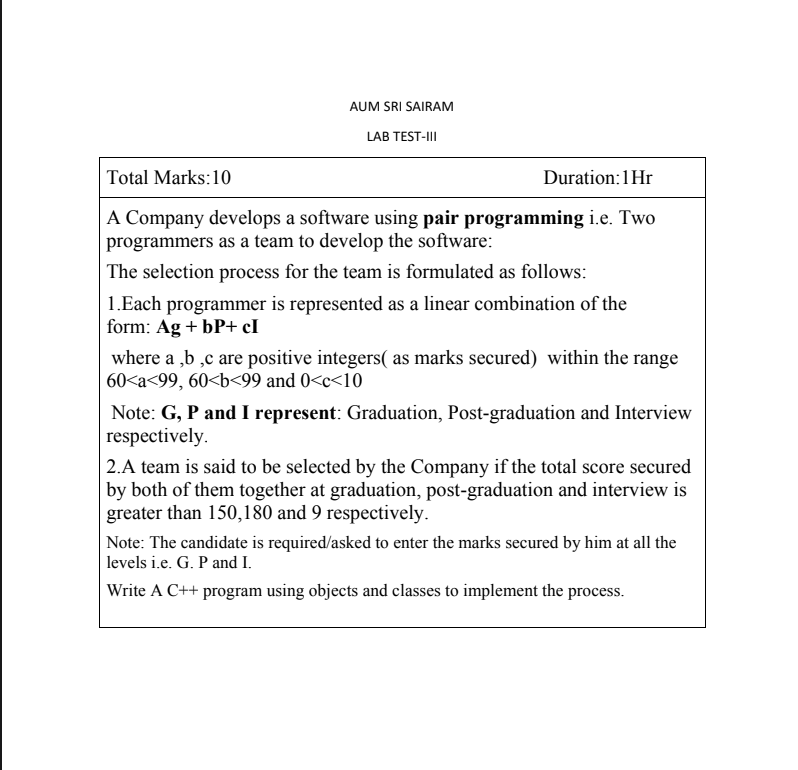 AUM SRI SAIRAM
LAB TEST-III
Total Marks:10 Duration:1Hr
A Company develops a software using pair programming i.e. Two
programmers as a team to develop the software:
The selection process for the team is formulated as follows:
1.Each programmer is represented as a linear combination of the
form: Ag + bP+ cI
where a ,b ,c are positive integers( as marks secured) within the range
60<a<99, 60<b<99 and 0<c<10
Note: G, P and I represent: Graduation, Post-graduation and Interview
respectively.
2.A team is said to be selected by the Company if the total score secured
by both of them together at graduation, post-graduation and interview is
greater than 150,180 and 9 respectively.
Note: The candidate is required/asked to enter the marks secured by him at all the
levels i.e. G. P and I.
Write A C++ program using objects and classes to implement the process.